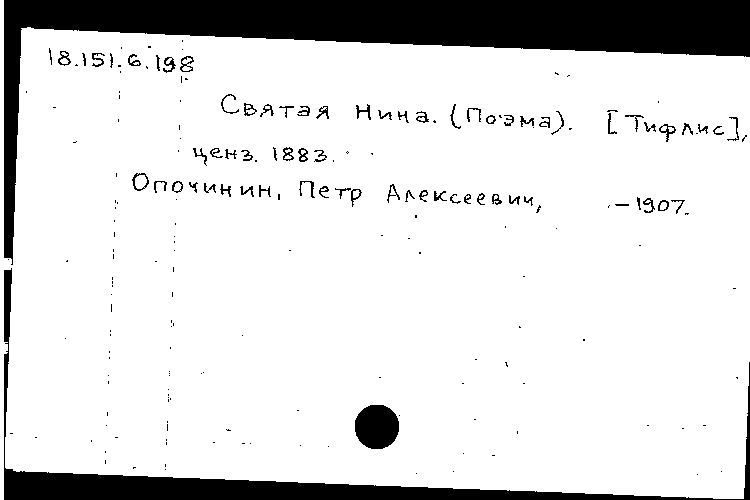 18.151.6.198
Святая Нина. (Поэма). [Тифлис],
ценз. 1883.
Опочинин, Петр Алексеевич, -1907.